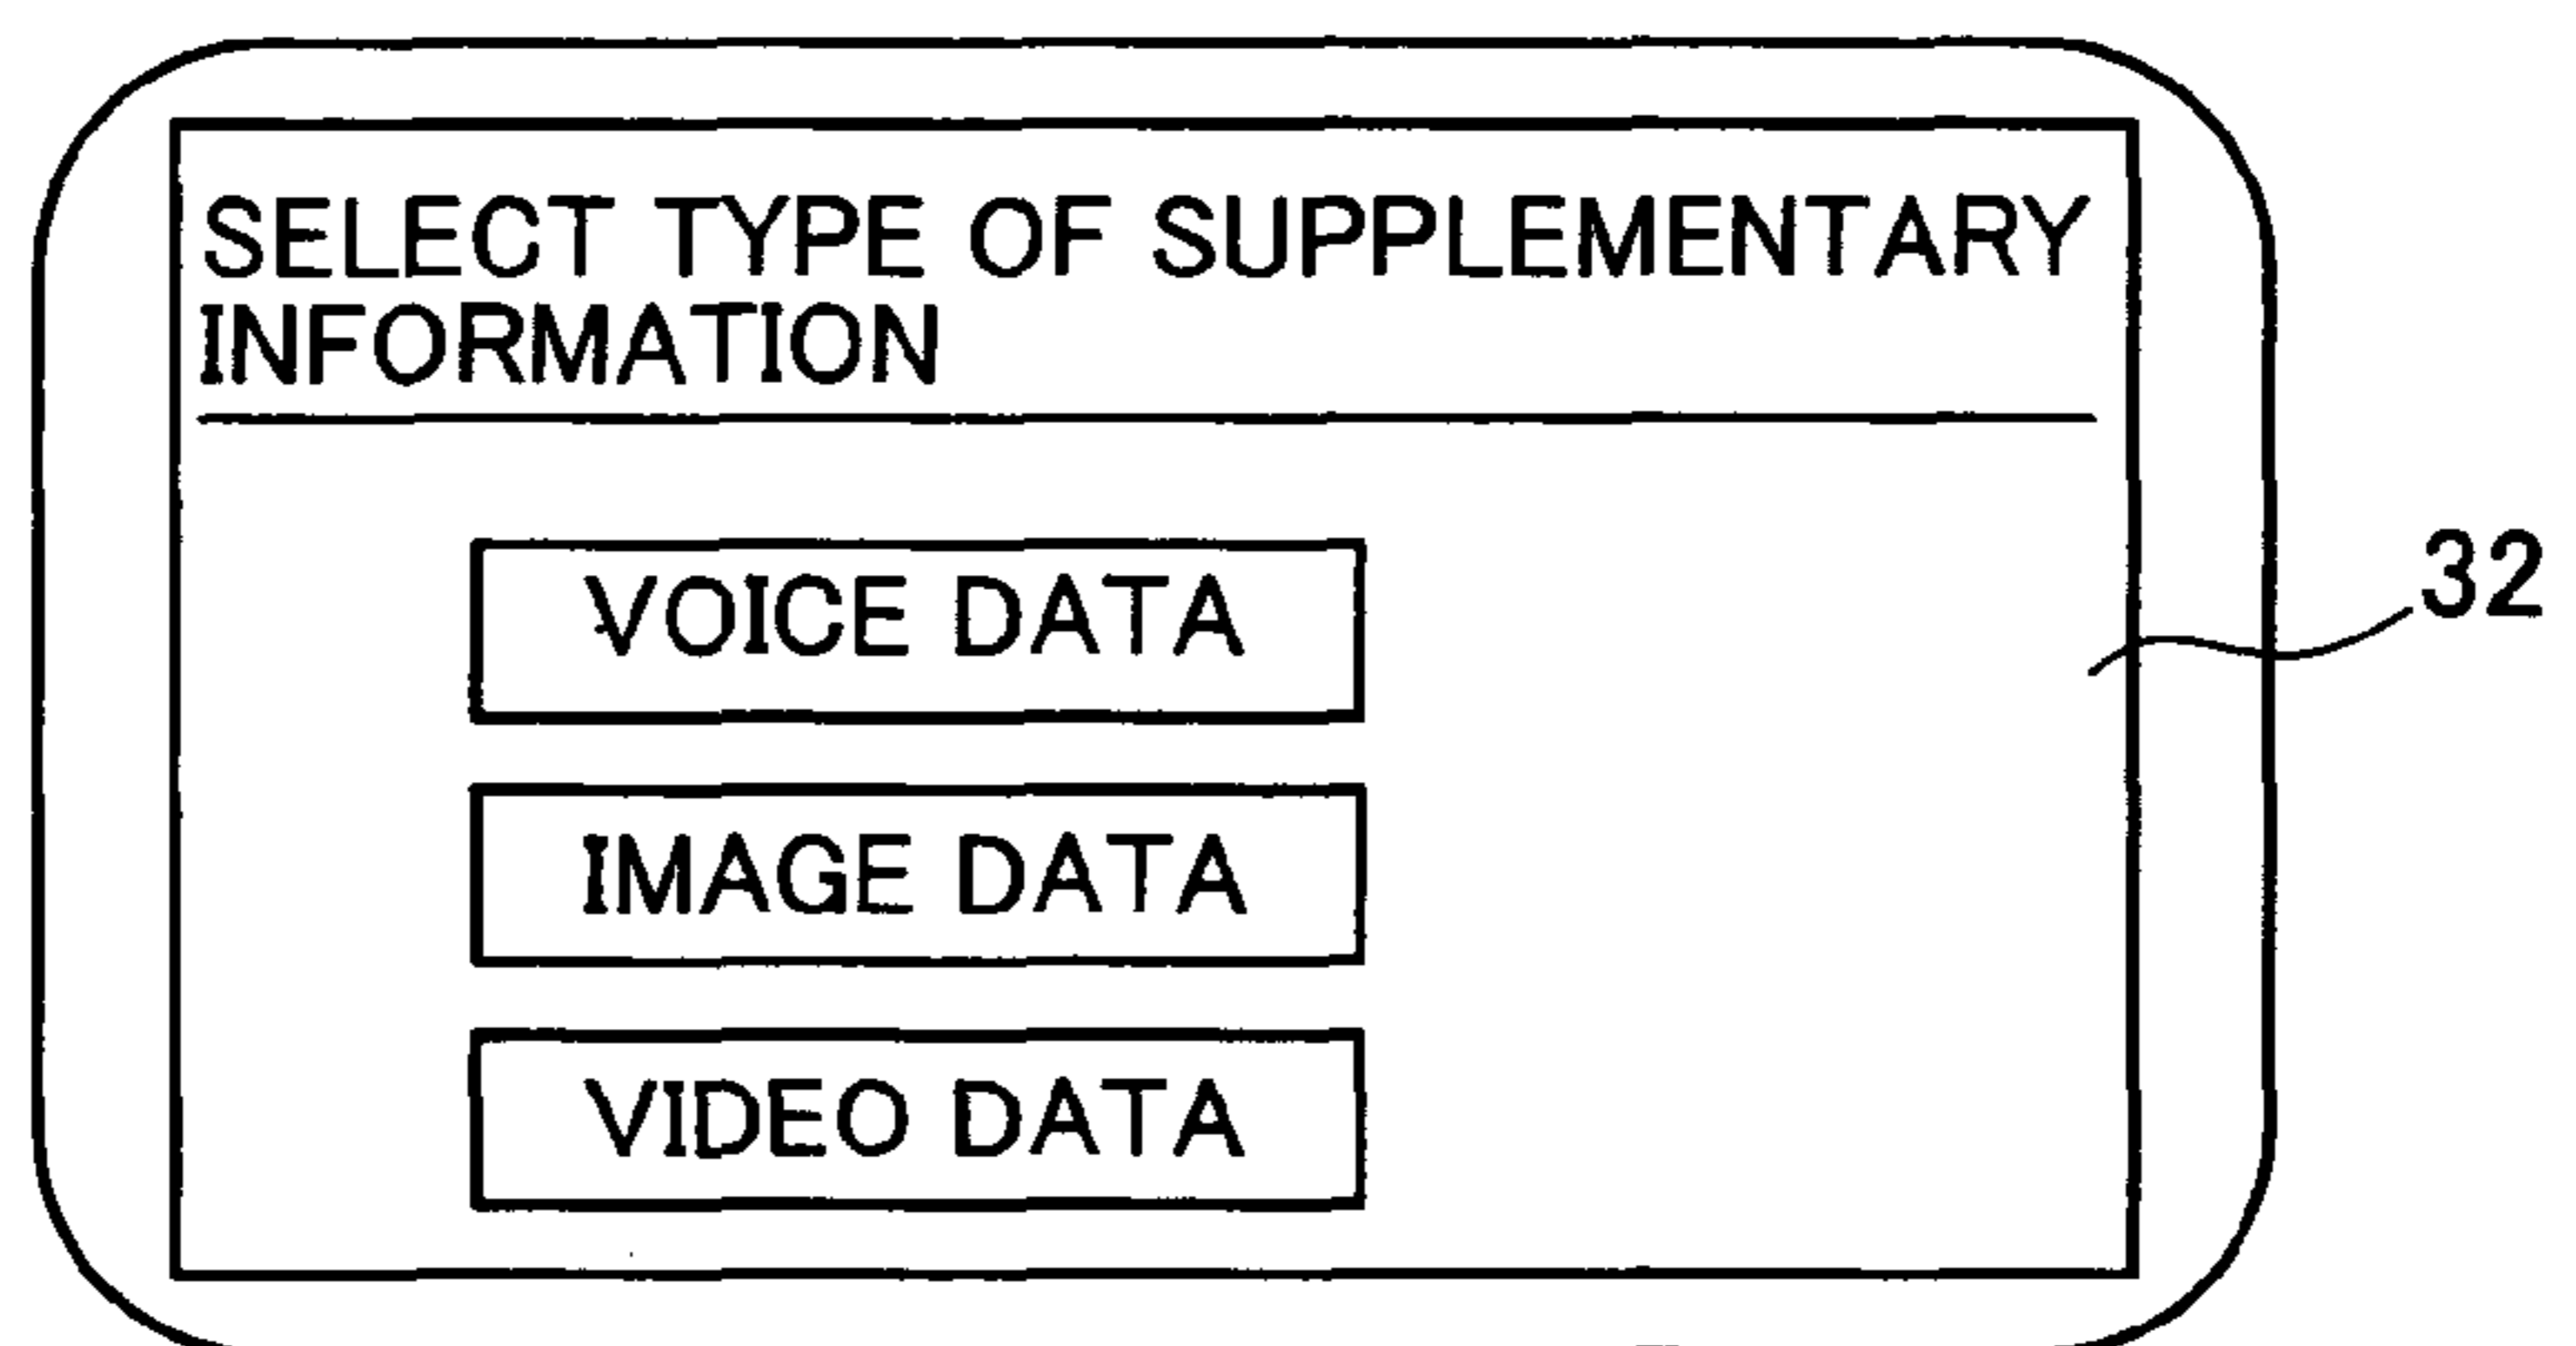 SELECT TYPE OF SUPPLEMENTARY
INFORMATION
VOICE DATA
32
IMAGE DATA
VIDEO DATA